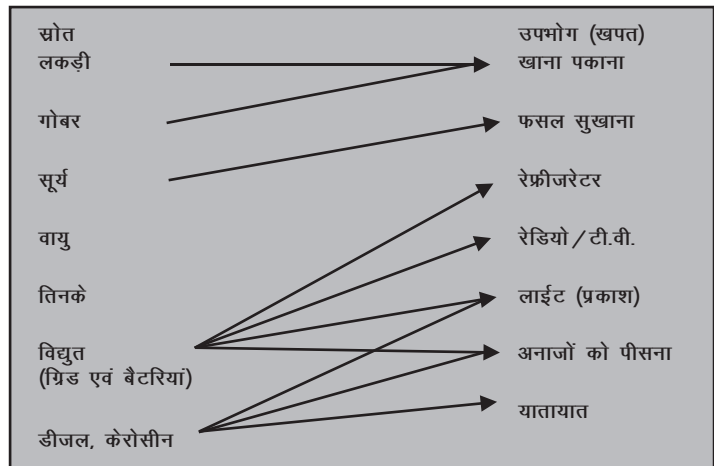 स्रोत उपभोग (खपत)
लकड़ी खाना पकाना
गोबर फसल सुखाना
सूर्य रेफ्रीजरेटर
वायु रेडियो/टी.वी.
तिनके लाईट (प्रकाश)
विद्युत अनाजों को पीसना
(ग्रिड एवं बैटरियां)
यातायात
डीजल, केरोसीन